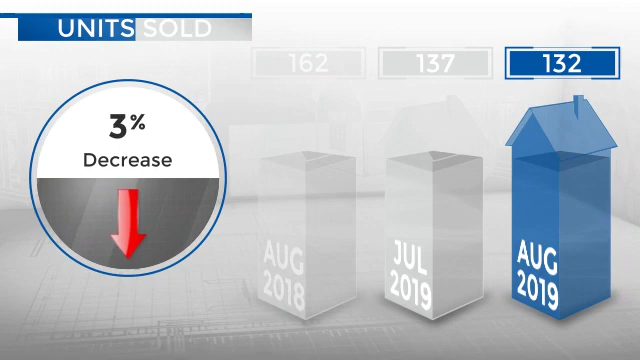 UNITS SOLD
162
137
132
3%
Decrease
AUG
2018
JUL
2019
AUG
2019